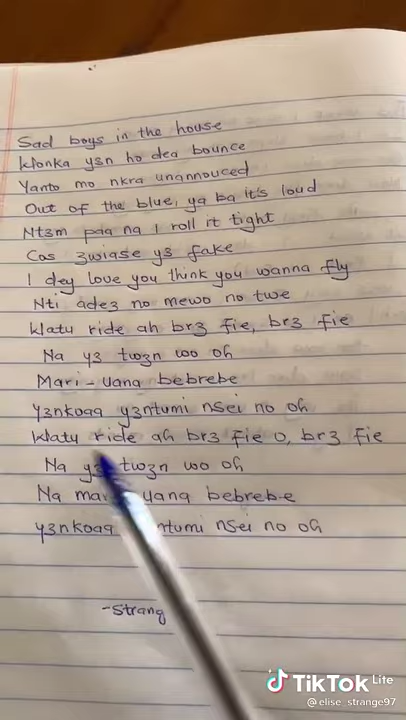 Sad boys in the house
klonka y3n ho dea bounce
Yanto mo nkra unannouced
Out of the blue, ya ba it's loud
Nt3m paa na I roll it tight
Cos 3wiase y3 fake
I dey love you think you wanna fly
Nti ade3 no mewo no twe
klatu ride ah br3 fie, br3 fie
Na y3 tw3n wo oh
Mari-uana bebrebe
y3nkoaa y3ntumi nsei no oh
klatu ride ah br3 fie o, br3 fie
Na y3 tw3n wo oh
Na mari uana bebrebe
y3nkoaa ntumi nsei no oh
-Strang
TikTok Lite
@elise_strange97